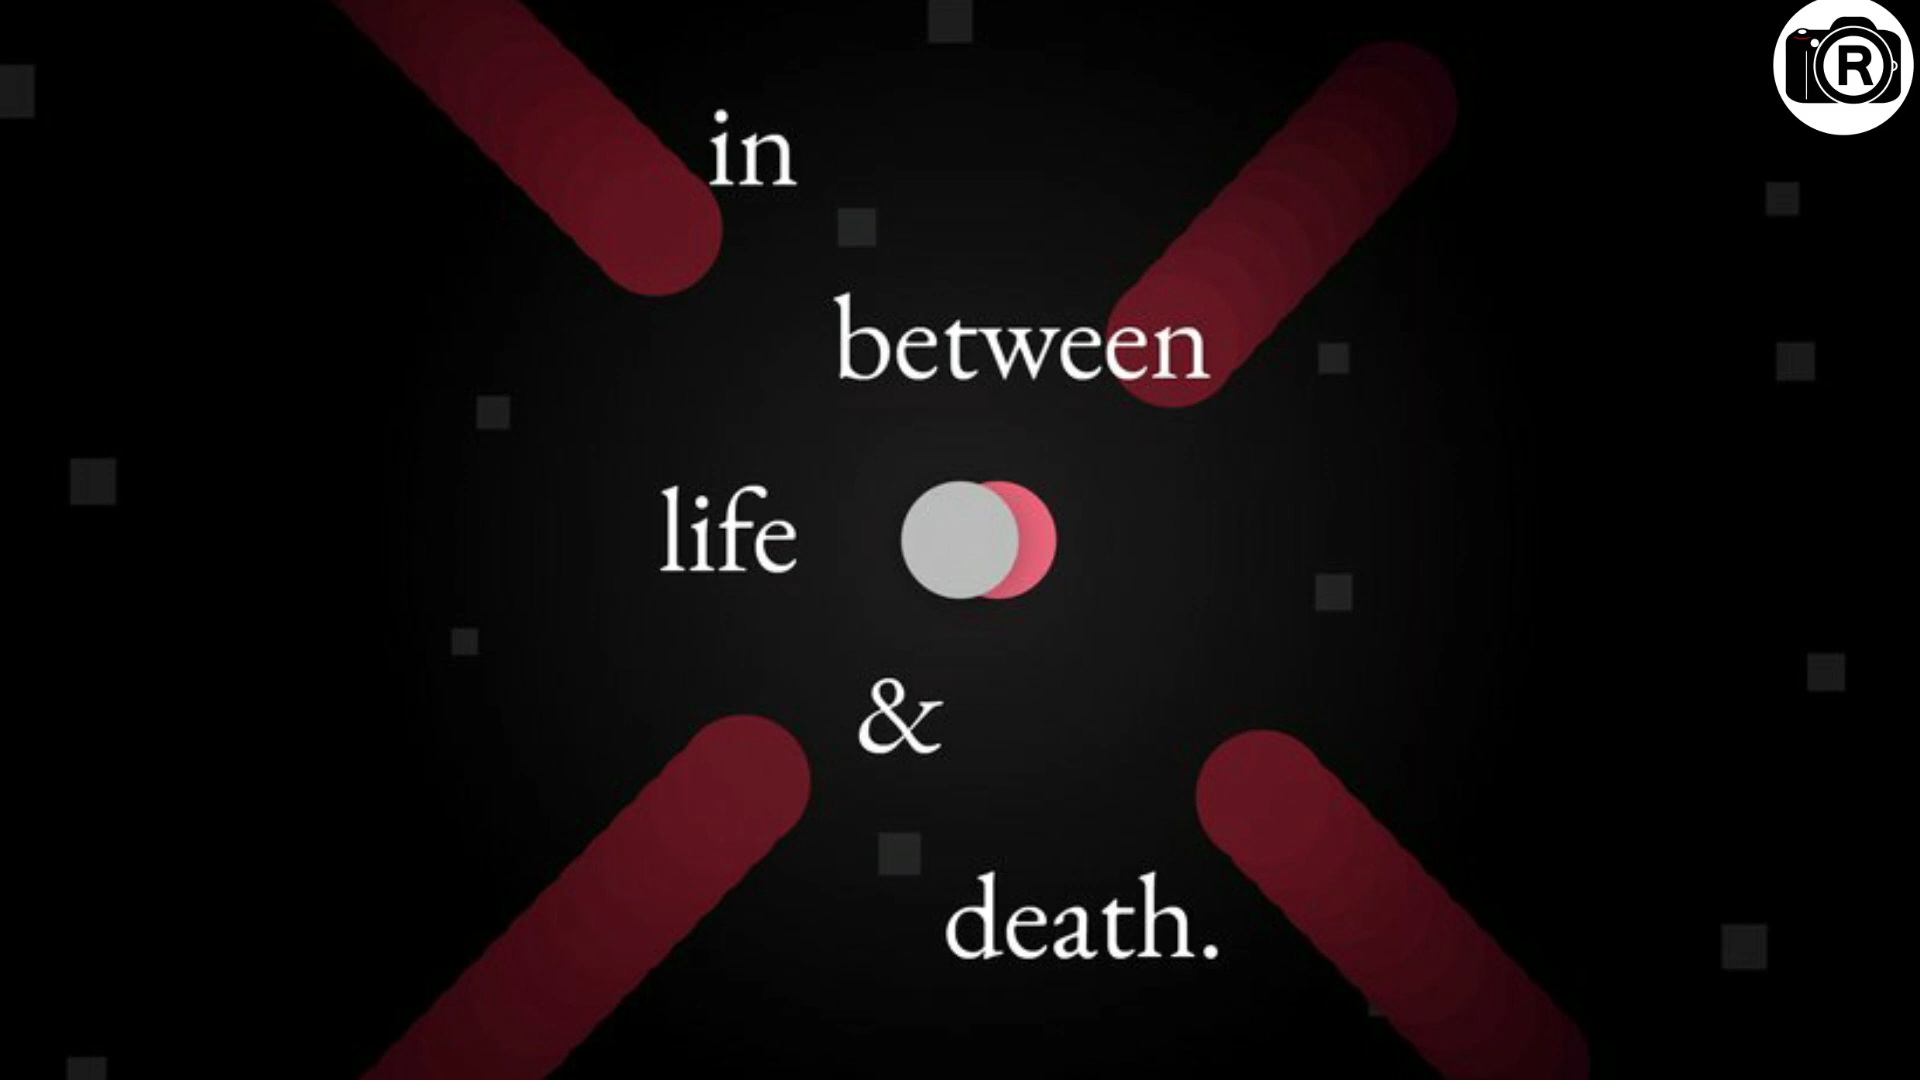 R
in
between
life
&
death.